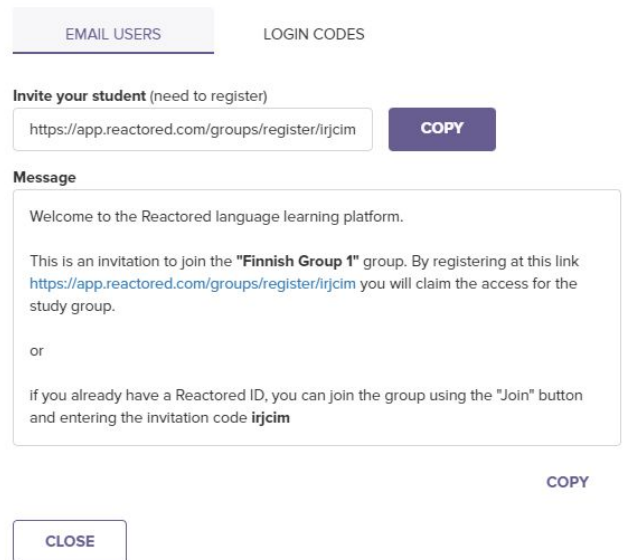 EMAIL USERS
LOGIN CODES
Invite your student (need to register)
https://app.reactored.com/groups/register/irjcim
COPY
Message
Welcome to the Reactored language learning platform.
This is an invitation to join the "Finnish Group 1" group. By registering at this link
https://app.reactored.com/groups/register/irjcim you will claim the access for the
study group.
or
if you already have a Reactored ID, you can join the group using the "Join" button
and entering the invitation code irjcim
COPY
CLOSE